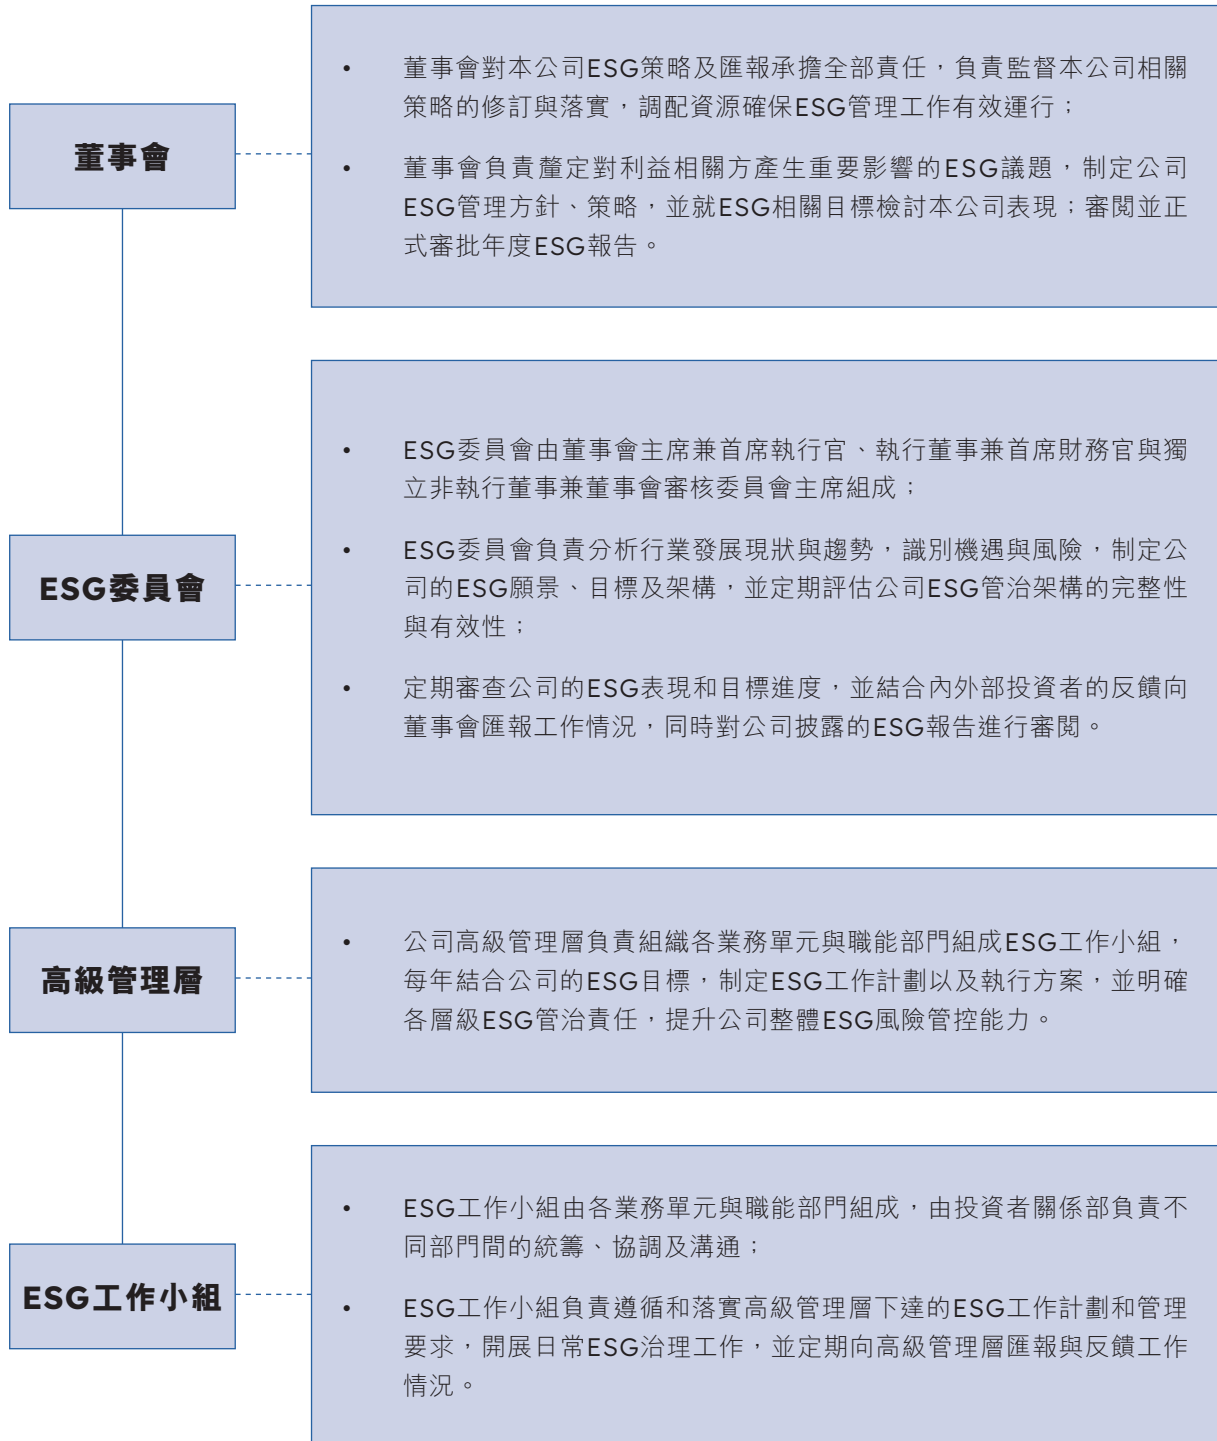 董事會
• 董事會對本公司ESG策略及匯報承擔全部責任，負責監督本公司相關
策略的修訂與落實，調配資源確保ESG管理工作有效運行；
• 董事會負責釐定對利益相關方產生重要影響的ESG議題，制定公司
ESG管理方針、策略，並就ESG相關目標檢討本公司表現；審閱並正
式審批年度ESG報告。
ESG委員會
• ESG委員會由董事會主席兼首席執行官、執行董事兼首席財務官與獨
立非執行董事兼董事會審核委員會主席組成；
• ESG委員會負責分析行業發展現狀與趨勢，識別機遇與風險，制定公
司的ESG願景、目標及架構，並定期評估公司ESG管治架構的完整性
與有效性；
• 定期審查公司的ESG表現和目標進度，並結合內外部投資者的反饋向
董事會匯報工作情況，同時對公司披露的ESG報告進行審閱。
高級管理層
• 公司高級管理層負責組織各業務單元與職能部門組成ESG工作小組，
每年結合公司的ESG目標，制定ESG工作計劃以及執行方案，並明確
各層級ESG管治責任，提升公司整體ESG風險管控能力。
ESG工作小組
• ESG工作小組由各業務單元與職能部門組成，由投資者關係部負責不
同部門間的統籌、協調及溝通；
• ESG工作小組負責遵循和落實高級管理層下達的ESG工作計劃和管理
要求，開展日常ESG治理工作，並定期向高級管理層匯報與反饋工作
情況。